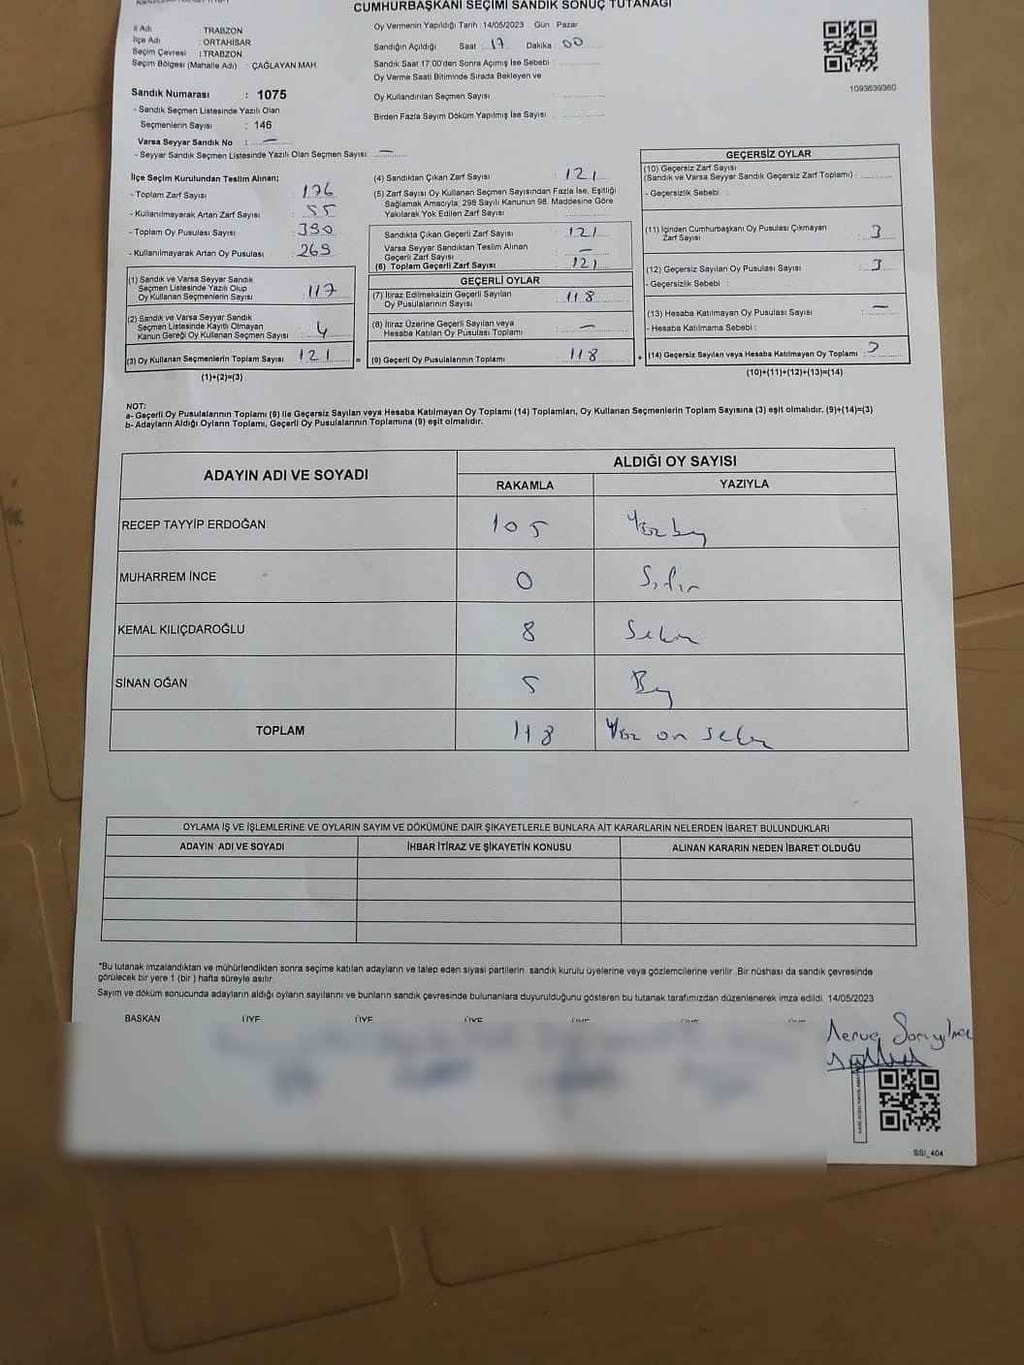 CUMHURBAŞKANI SEÇİMİ SANDIK SONUÇ TUTANAĞI
İl Adı : TRABZON
İlçe Adı : ORTAHİSAR
Seçim Çevresi : TRABZON
Seçim Bölgesi (Mahalle Adı) : ÇAĞLAYAN MAH.
Oy Vermenin Yapıldığı Tarih 14/05/2023 Gün Pazar
Sandığın Açıldığı Saat 17 Dakika 00
Sandık Saat 17.00'den Sonra Açımış İse Sebebi
Oy Verme Saati Bitiminde Sırada Bekleyen ve
Oy Kullandırılan Seçmen Sayısı
Birden Fazla Sayım Döküm Yapılmış İse Sayısı
1093639360
Sandık Numarası : 1075
- Sandık Seçmen Listesinde Yazılı Olan
Seçmenlerin Sayısı : 146
Varsa Seyyar Sandık No : —
- Seyyar Sandık Seçmen Listesinde Yazılı Olan Seçmen Sayısı : —
İlçe Seçim Kurulundan Teslim Alınan;
- Toplam Zarf Sayısı : 176
- Kullanılmayarak Artan Zarf Sayısı : 55
- Toplam Oy Pusulası Sayısı : 390
- Kullanılmayarak Artan Oy Pusulası : 269
(1) Sandık ve Varsa Seyyar Sandık
Seçmen Listesinde Yazılı Olup
Oy Kullanan Seçmenlerin Sayısı : 117
(2) Sandık ve Varsa Seyyar Sandık
Seçmen Listesinde Kayıtlı Olmayan
Kanun Gereği Oy Kullanan Seçmen Sayısı : 4
(3) Oy Kullanan Seçmenlerin Toplam Sayısı : 121
(1)+(2)=(3)
(4) Sandıktan Çıkan Zarf Sayısı : 121
(5) Zarf Sayısı Oy Kullanan Seçmen Sayısından Fazla İse, Eşitliği
Sağlamak Amacıyla; 298 Sayılı Kanunun 98. Maddesine Göre
Yakılarak Yok Edilen Zarf Sayısı
Sandıkta Çıkan Geçerli Zarf Sayısı : 121
Varsa Seyyar Sandıktan Teslim Alınan
Geçerli Zarf Sayısı : —
(6) Toplam Geçerli Zarf Sayısı : 121
GEÇERLİ OYLAR
(7) İtiraz Edilmeksizin Geçerli Sayılan
Oy Pusulalarının Sayısı : 118
(8) İtiraz Üzerine Geçerli Sayılan veya
Hesaba Katılan Oy Pusulası Toplamı : —
(9) Geçerli Oy Pusulalarının Toplamı : 118
GEÇERSİZ OYLAR
(10) Geçersiz Zarf Sayısı
(Sandık ve Varsa Seyyar Sandık Geçersiz Zarf Toplamı) :
- Geçersizlik Sebebi :
(11) İçinden Cumhurbaşkanı Oy Pusulası Çıkmayan
Zarf Sayısı : 3
(12) Geçersiz Sayılan Oy Pusulası Sayısı : 3
- Geçersizlik Sebebi :
(13) Hesaba Katılmayan Oy Pusulası Sayısı : —
- Hesaba Katılmama Sebebi :
(14) Geçersiz Sayılan veya Hesaba Katılmayan Oy Toplamı :
(10)+(11)+(12)+(13)=(14)
NOT:
a- Geçerli Oy Pusulalarının Toplamı (9) ile Geçersiz Sayılan veya Hesaba Katılmayan Oy Toplamı (14) Toplamları, Oy Kullanan Seçmenlerin Toplam Sayısına (3) eşit olmalıdır. (9)+(14)=(3)
b- Adayların Aldığı Oyların Toplamı, Geçerli Oy Pusulalarının Toplamına (9) eşit olmalıdır.
ADAYIN ADI VE SOYADI ALDIĞI OY SAYISI
RAKAMLA YAZIYLA
RECEP TAYYİP ERDOĞAN 105 Yüz beş
MUHARREM İNCE 0 Sıfır
KEMAL KILIÇDAROĞLU 8 Sekiz
SİNAN OĞAN 5 Beş
TOPLAM 118 Yüz on sekiz
OYLAMA İŞ VE İŞLEMLERİNE VE OYLARIN SAYIM VE DÖKÜMÜNE DAİR ŞİKAYETLERLE BUNLARA AİT KARARLARIN NELERDEN İBARET BULUNDUKLARI
ADAYIN ADI VE SOYADI İHBAR İTİRAZ VE ŞİKAYETİN KONUSU ALINAN KARARIN NEDEN İBARET OLDUĞU
*Bu tutanak imzalandıktan ve mühürlendikten sonra seçime katılan adayların ve talep eden siyasi partilerin sandık kurulu üyelerine veya gözlemcilerine verilir. Bir nüshası da sandık çevresinde
görülecek bir yere 1 (bir) hafta süreyle asılır.
Sayım ve döküm sonucunda adayların aldığı oyların sayılarını ve bunların sandık çevresinde bulunanlara duyurulduğunu gösteren bu tutanak tarafımızdan düzenlenerek imza edildi. 14/05/2023
BAŞKAN ÜYE ÜYE ÜYE ÜYE ÜYE ÜYE
SSI_404